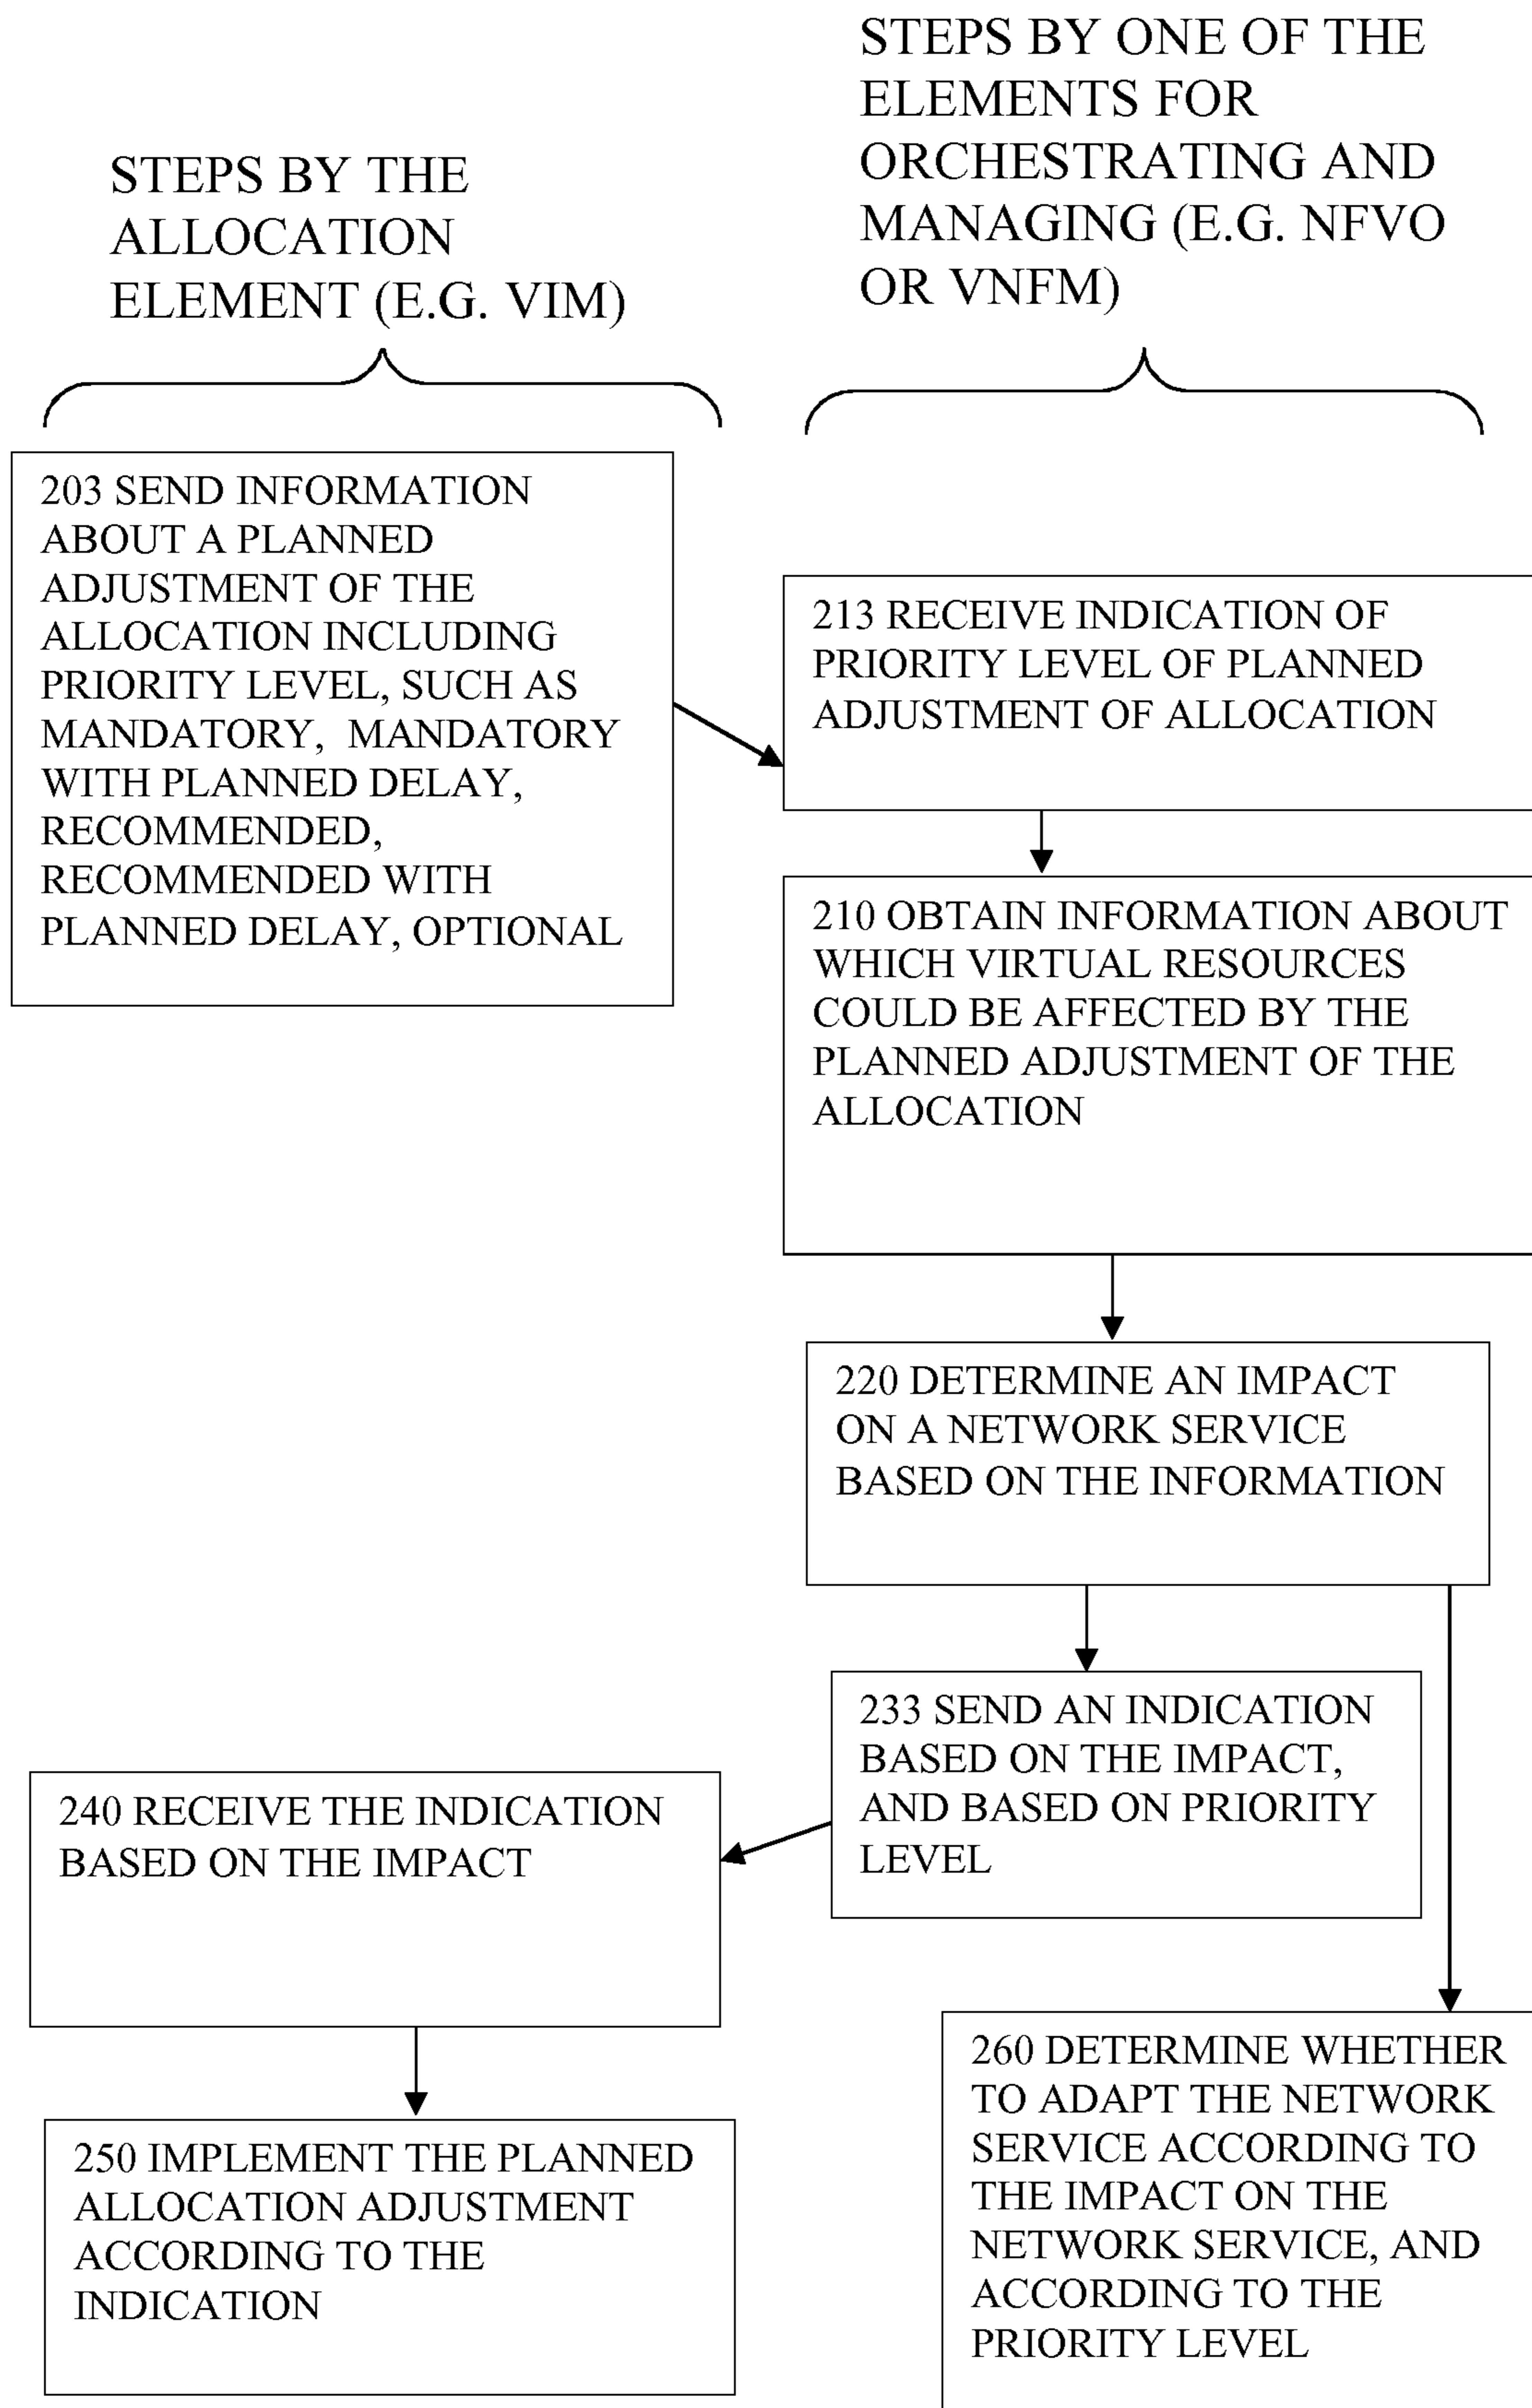 STEPS BY THE
ALLOCATION
ELEMENT (E.G. VIM)
STEPS BY ONE OF THE
ELEMENTS FOR
ORCHESTRATING AND
MANAGING (E.G. NFVO
OR VNFM)
203 SEND INFORMATION
ABOUT A PLANNED
ADJUSTMENT OF THE
ALLOCATION INCLUDING
PRIORITY LEVEL, SUCH AS
MANDATORY, MANDATORY
WITH PLANNED DELAY,
RECOMMENDED,
RECOMMENDED WITH
PLANNED DELAY, OPTIONAL
213 RECEIVE INDICATION OF
PRIORITY LEVEL OF PLANNED
ADJUSTMENT OF ALLOCATION
210 OBTAIN INFORMATION ABOUT
WHICH VIRTUAL RESOURCES
COULD BE AFFECTED BY THE
PLANNED ADJUSTMENT OF THE
ALLOCATION
220 DETERMINE AN IMPACT
ON A NETWORK SERVICE
BASED ON THE INFORMATION
233 SEND AN INDICATION
BASED ON THE IMPACT,
AND BASED ON PRIORITY
LEVEL
240 RECEIVE THE INDICATION
BASED ON THE IMPACT
250 IMPLEMENT THE PLANNED
ALLOCATION ADJUSTMENT
ACCORDING TO THE
INDICATION
260 DETERMINE WHETHER
TO ADAPT THE NETWORK
SERVICE ACCORDING TO
THE IMPACT ON THE
NETWORK SERVICE, AND
ACCORDING TO THE
PRIORITY LEVEL